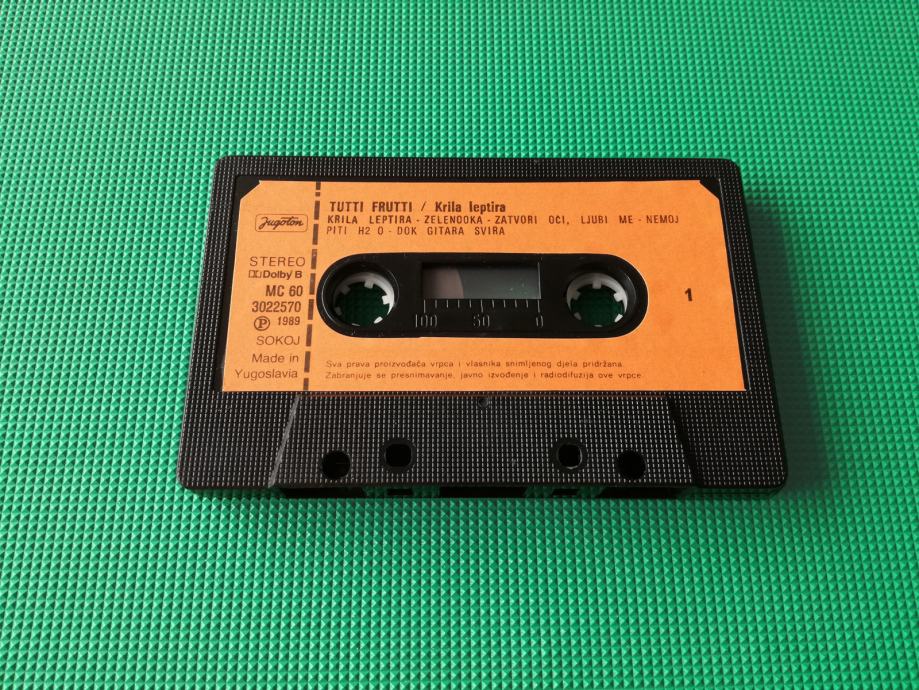 Jugoton
TUTTI FRUTTI / Krila leptira
KRILA LEPTIRA - ZELENOOKA - ZATVORI OČI, LJUBI ME - NEMOJ
PITI H2O - DOK GITARA SVIRA
STEREO
Dolby B
MC 60
3022570
℗ 1989
SOKOJ
Made in
Yugoslavia
100 50 0
1
Sva prava proizvođača vrpca i vlasnika snimljenog djela pridržana.
Zabranjuje se presnimavanje, javno izvođenje i radiodifuzija ove vrpce.